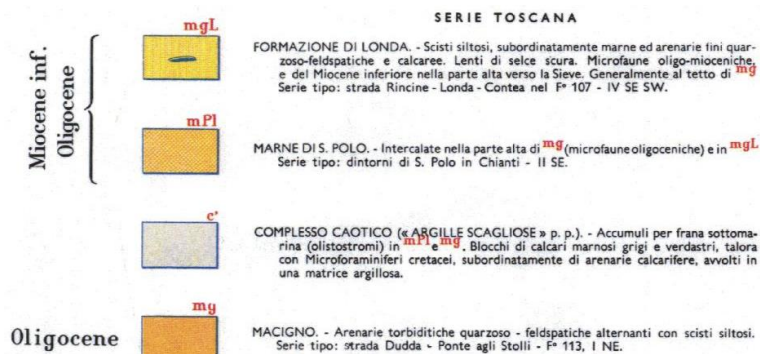 SERIE TOSCANA
Miocene inf.
Oligocene
mgL
FORMAZIONE DI LONDA. - Scisti siltosi, subordinatamente marne ed arenarie fini quar-
zoso-feldspatiche e calcaree. Lenti di selce scura. Microfaune oligo-mioceniche,
e del Miocene inferiore nella parte alta verso la Sieve. Generalmente al tetto di mg
Serie tipo: strada Rincine - Londa - Contea nel F° 107 - IV SE SW.
mPl
MARNE DI S. POLO. - Intercalate nella parte alta di mg (microfaune oligoceniche) e in mgL
Serie tipo: dintorni di S. Polo in Chianti - II SE.
c'
COMPLESSO CAOTICO (« ARGILLE SCAGLIOSE » p. p.). - Accumuli per frana sottoma-
rina (olistostromi) in mPl e mg. Blocchi di calcari marnosi grigi e verdastri, talora
con Microforaminiferi cretacei, subordinatamente di arenarie calcarifere, avvolti in
una matrice argillosa.
Oligocene
mg
MACIGNO. - Arenarie torbiditiche quarzoso - feldspatiche alternanti con scisti siltosi.
Serie tipo: strada Dudda - Ponte agli Stolli - F° 113, I NE.